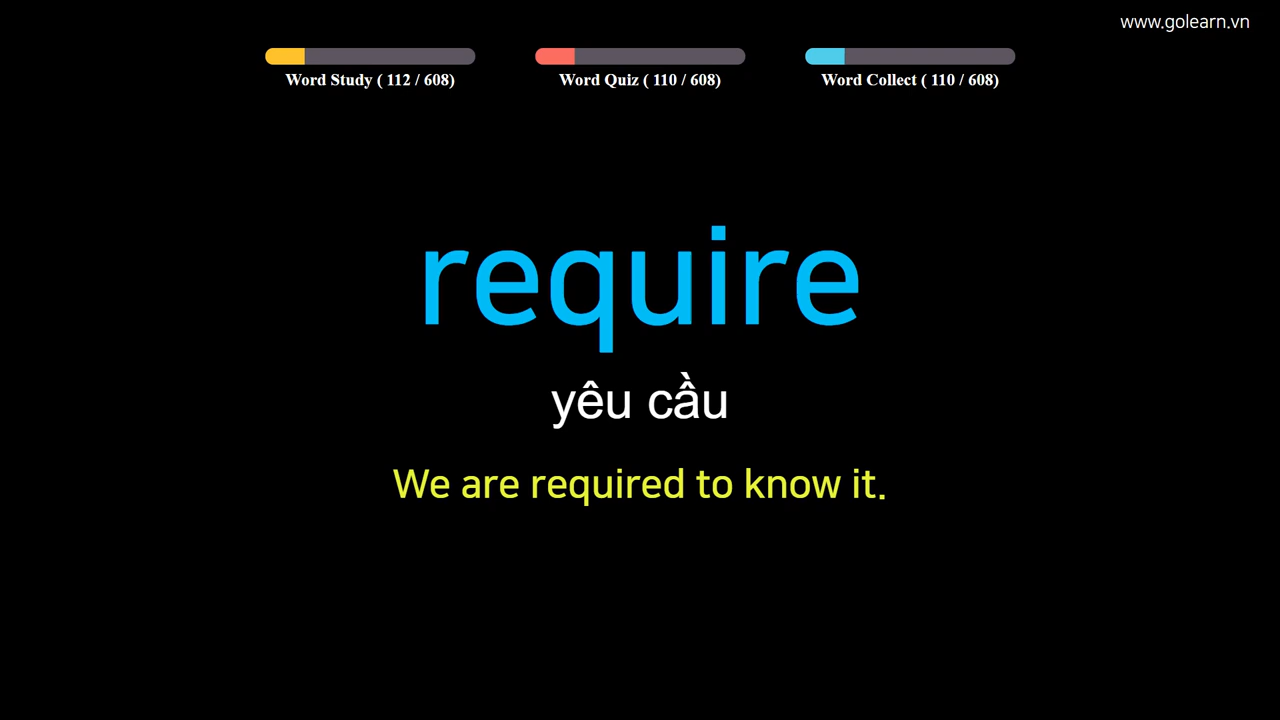 www.golearn.vn
Word Study ( 112 / 608)
Word Quiz ( 110 / 608)
Word Collect ( 110 / 608)
require
yêu cầu
We are required to know it.